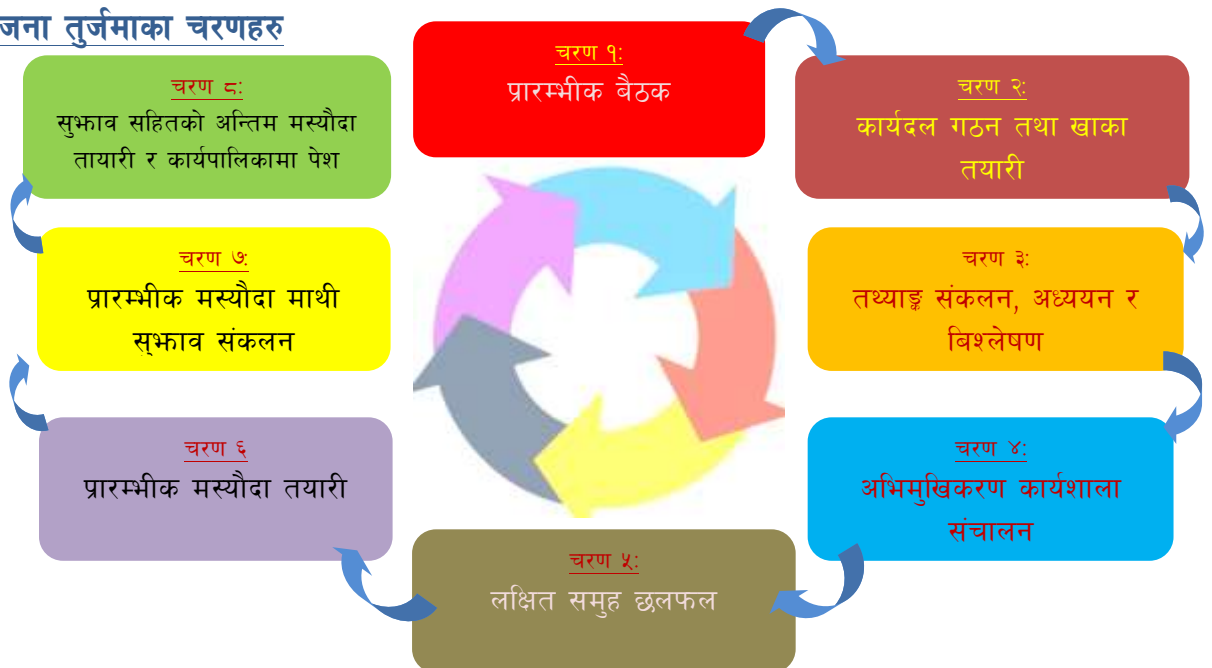 जना तुर्जमाका चरणहरु
चरण १:
प्रारम्भीक बैठक
चरण २:
कार्यदल गठन तथा खाका
तयारी
चरण ३:
तथ्याङ्क संकलन, अध्ययन र
बिश्लेषण
चरण ४:
अभिमुखिकरण कार्यशाला
संचालन
चरण ५:
लक्षित समुह छलफल
चरण ६
प्रारम्भीक मस्यौदा तयारी
चरण ७:
प्रारम्भीक मस्यौदा माथी
सुझाव संकलन
चरण ८:
सुझाव सहितको अन्तिम मस्यौदा
तायारी र कार्यपालिकामा पेश